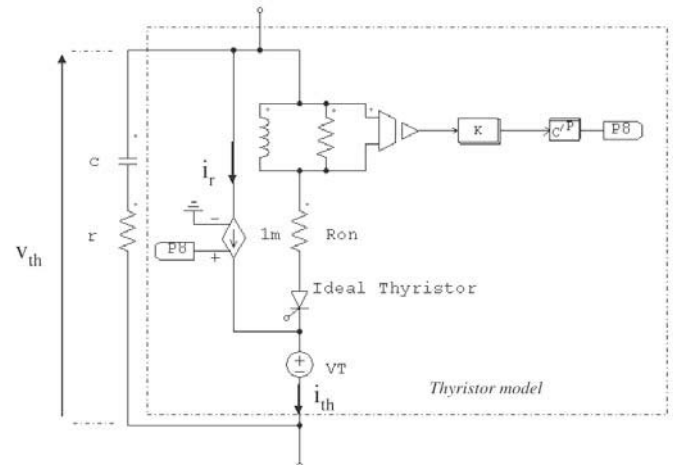 K
C/P
P8
c
i_r
v_th
r
P8
-
+
1m
Ron
Ideal Thyristor
+
VT
i_th
Thyristor model